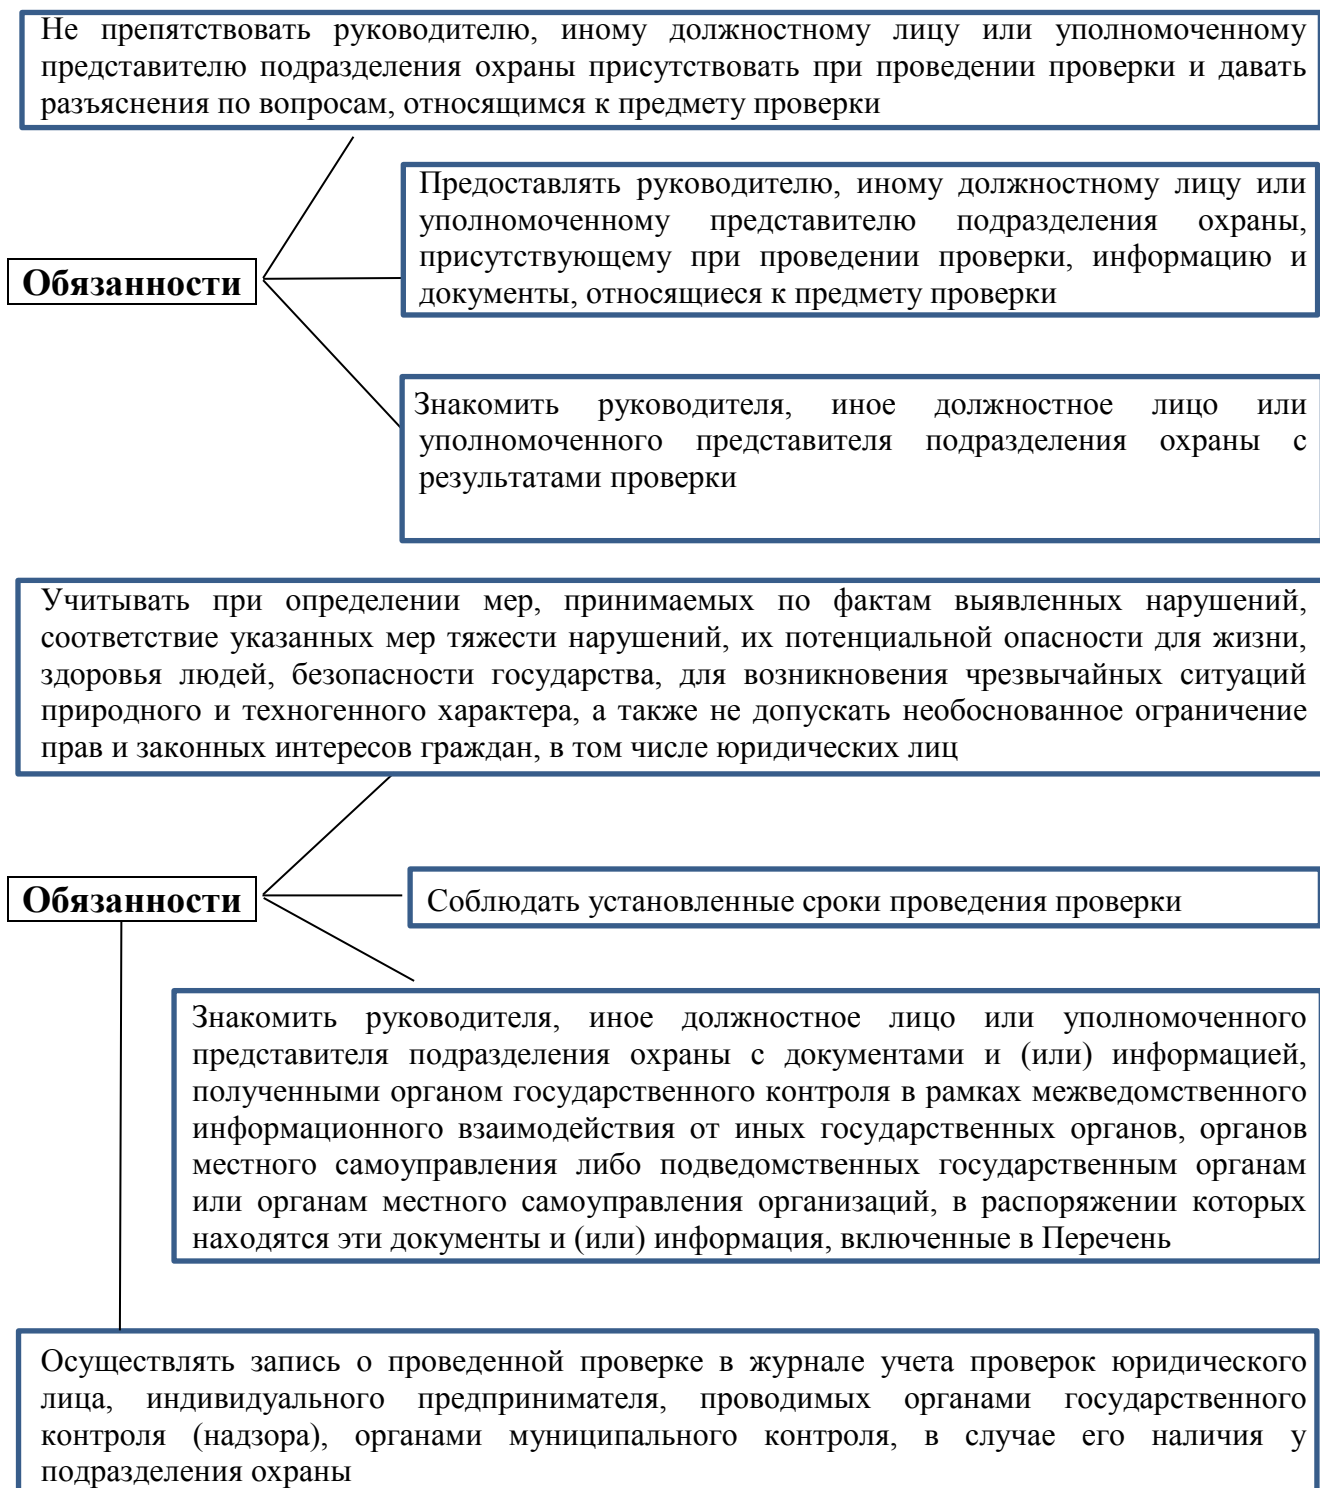 Не препятствовать руководителю, иному должностному лицу или уполномоченному
представителю подразделения охраны присутствовать при проведении проверки и давать
разъяснения по вопросам, относящимся к предмету проверки
Предоставлять руководителю, иному должностному лицу или
уполномоченному представителю подразделения охраны,
присутствующему при проведении проверки, информацию и
документы, относящиеся к предмету проверки
Обязанности
Знакомить руководителя, иное должностное лицо или
уполномоченного представителя подразделения охраны с
результатами проверки
Учитывать при определении мер, принимаемых по фактам выявленных нарушений,
соответствие указанных мер тяжести нарушений, их потенциальной опасности для жизни,
здоровья людей, безопасности государства, для возникновения чрезвычайных ситуаций
природного и техногенного характера, а также не допускать необоснованное ограничение
прав и законных интересов граждан, в том числе юридических лиц
Обязанности
Соблюдать установленные сроки проведения проверки
Знакомить руководителя, иное должностное лицо или уполномоченного
представителя подразделения охраны с документами и (или) информацией,
полученными органом государственного контроля в рамках межведомственного
информационного взаимодействия от иных государственных органов, органов
местного самоуправления либо подведомственных государственным органам
или органам местного самоуправления организаций, в распоряжении которых
находятся эти документы и (или) информация, включенные в Перечень
Осуществлять запись о проведенной проверке в журнале учета проверок юридического
лица, индивидуального предпринимателя, проводимых органами государственного
контроля (надзора), органами муниципального контроля, в случае его наличия у
подразделения охраны